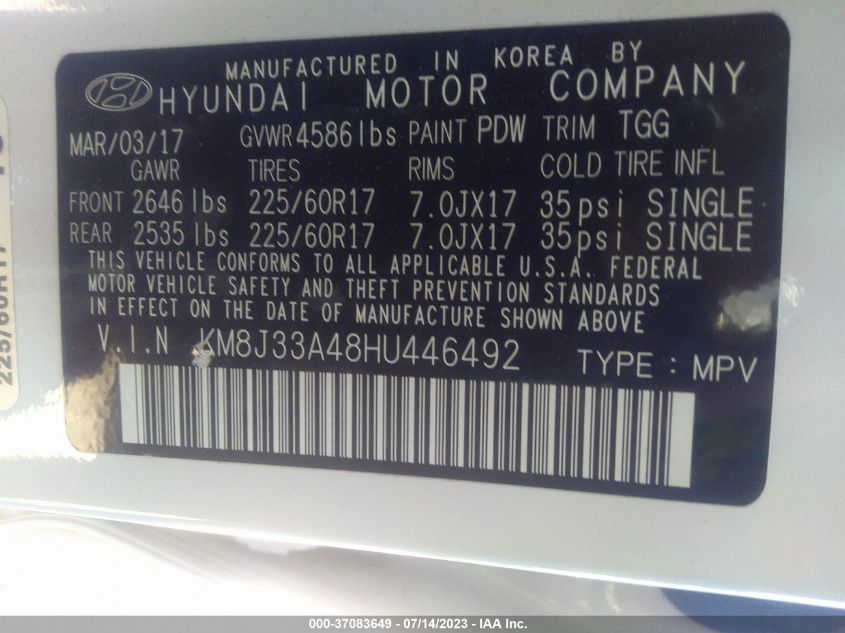 MANUFACTURED IN KOREA BY
HYUNDAI MOTOR COMPANY
MAR/03/17 GVWR 4586 lbs PAINT PDW TRIM TGG
GAWR TIRES RIMS COLD TIRE INFL
FRONT 2646 lbs 225/60R17 7.0JX17 35psi SINGLE
REAR 2535 lbs 225/60R17 7.0JX17 35psi SINGLE
THIS VEHICLE CONFORMS TO ALL APPLICABLE U.S.A. FEDERAL
MOTOR VEHICLE SAFETY AND THEFT PREVENTION STANDARDS
IN EFFECT ON THE DATE OF MANUFACTURE SHOWN ABOVE
V.I.N KM8J33A48HU446492 TYPE : MPV
225/60R17
000-37083649 | 07/14/2023 - IAA Inc.